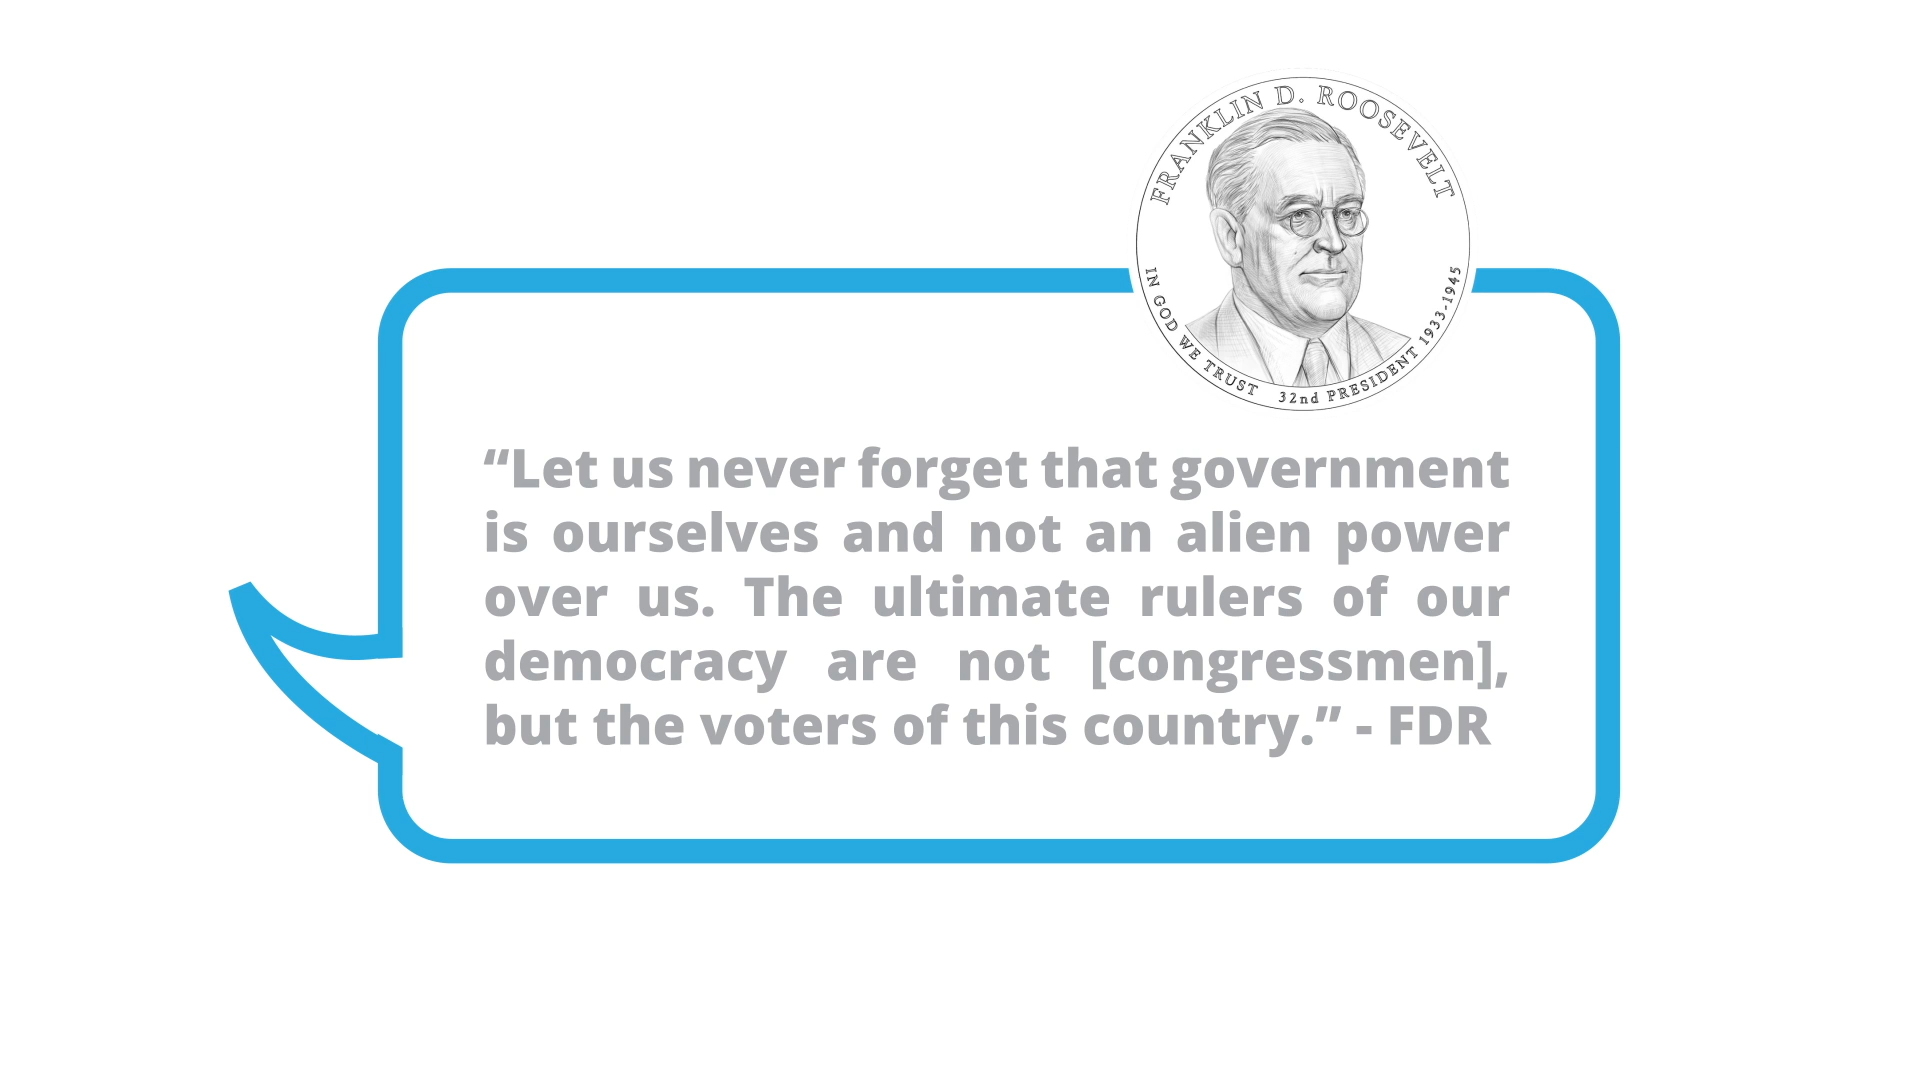 FRANKLIN D. ROOSEVELT
IN GOD WE TRUST 32nd PRESIDENT 1933-1945
“Let us never forget that government
is ourselves and not an alien power
over us. The ultimate rulers of our
democracy are not [congressmen],
but the voters of this country.” - FDR